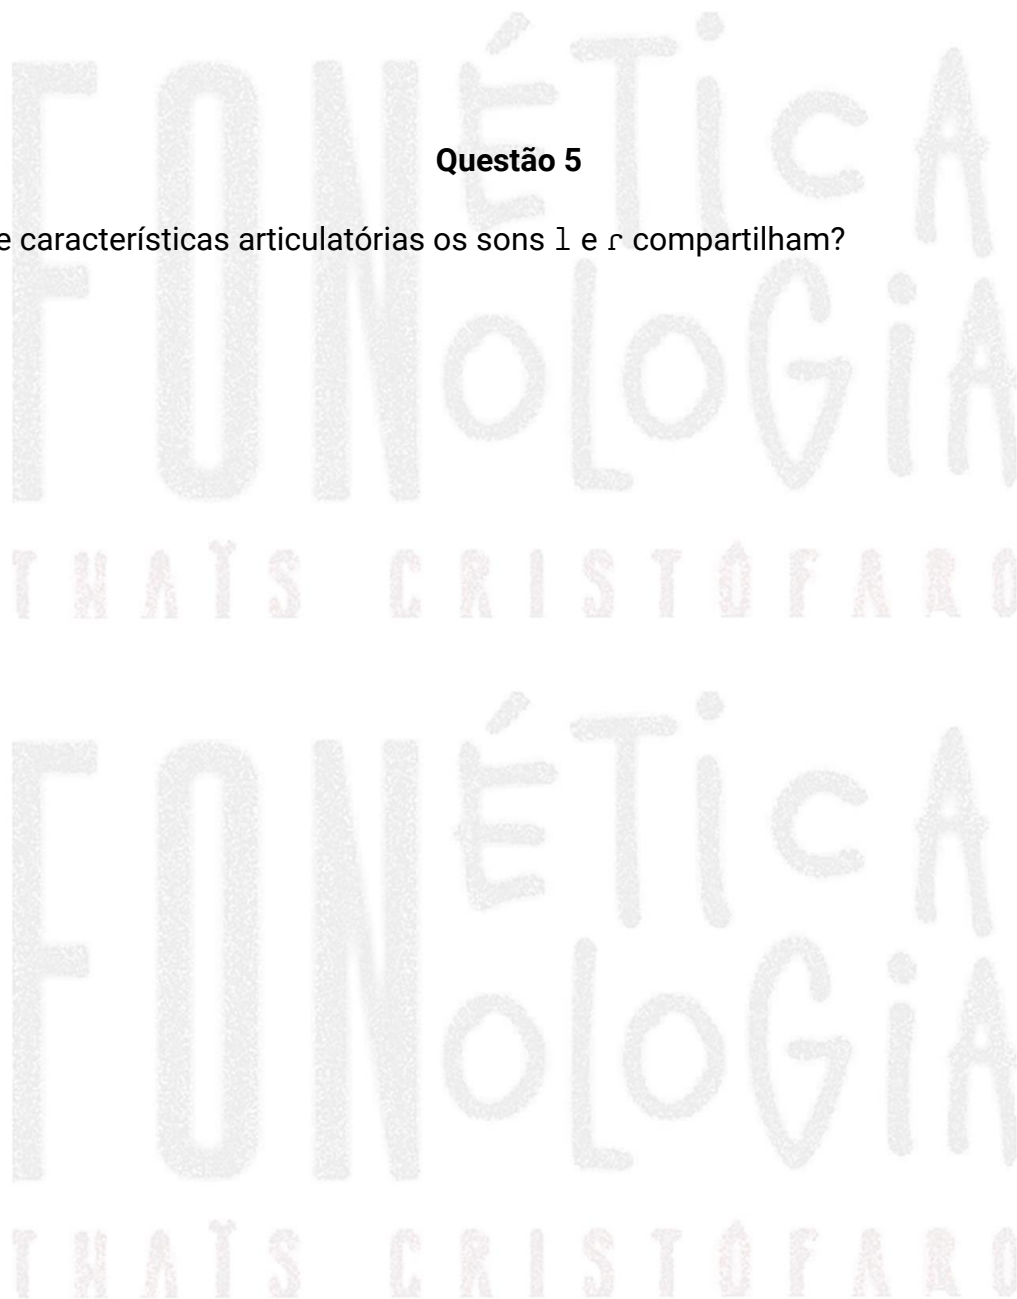 FONÉTICA
FONOLOGIA
THAÏS CRISTÓFARO
Questão 5
e características articulatórias os sons l e ɾ compartilham?
FONÉTICA
FONOLOGIA
THAÏS CRISTÓFARO